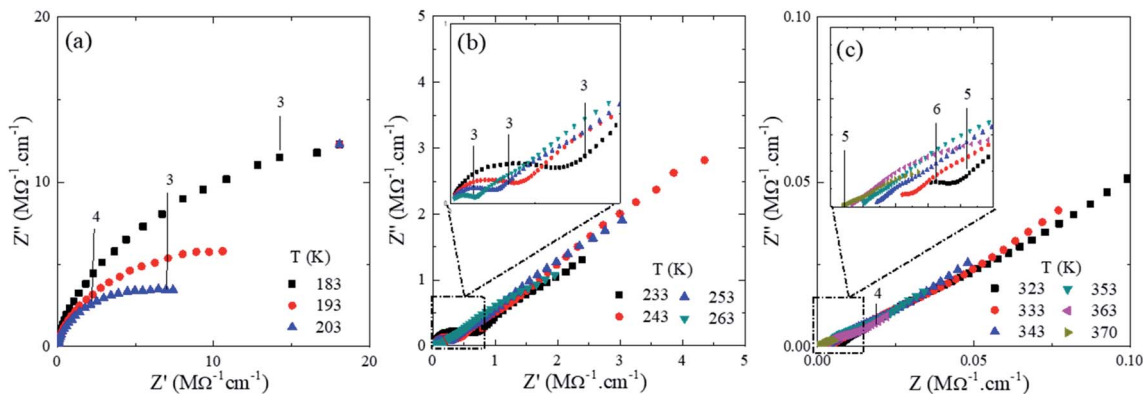 (a)
20
10
0
Z'' (MΩ⁻¹.cm⁻¹)
3
3
4
T (K)
183
193
203
0 10 20
Z' (MΩ⁻¹cm⁻¹)
(b)
5
4
3
2
1
0
Z'' (MΩ⁻¹.cm⁻¹)
1
3 3 3
T (K)
233 253
243 263
0 1 2 3 4 5
Z' (MΩ⁻¹.cm⁻¹)
(c)
0.10
0.05
0.00
Z'' (MΩ⁻¹.cm⁻¹)
5 6 5
4
T (K)
323 353
333 363
343 370
0.00 0.05 0.10
Z (MΩ⁻¹.cm⁻¹)